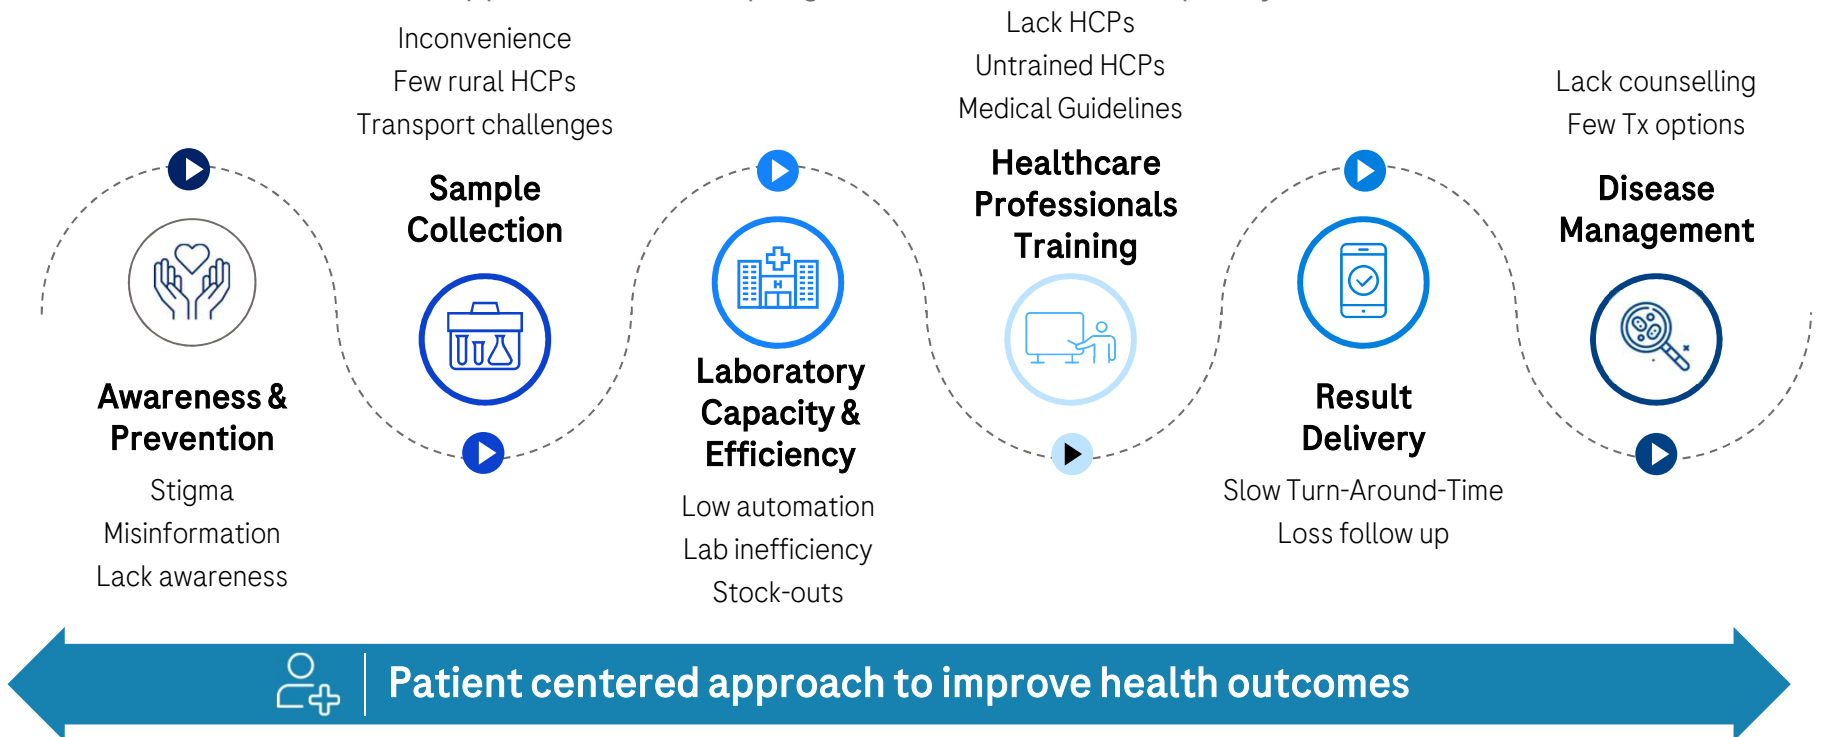 Awareness &
Prevention
Stigma
Misinformation
Lack awareness
Inconvenience
Few rural HCPs
Transport challenges
Sample
Collection
H
Laboratory
Capacity &
Efficiency
Low automation
Lab inefficiency
Stock-outs
Lack HCPs
Untrained HCPs
Medical Guidelines
Healthcare
Professionals
Training
Result
Delivery
Slow Turn-Around-Time
Loss follow up
Lack counselling
Few Tx options
Disease
Management
Patient centered approach to improve health outcomes